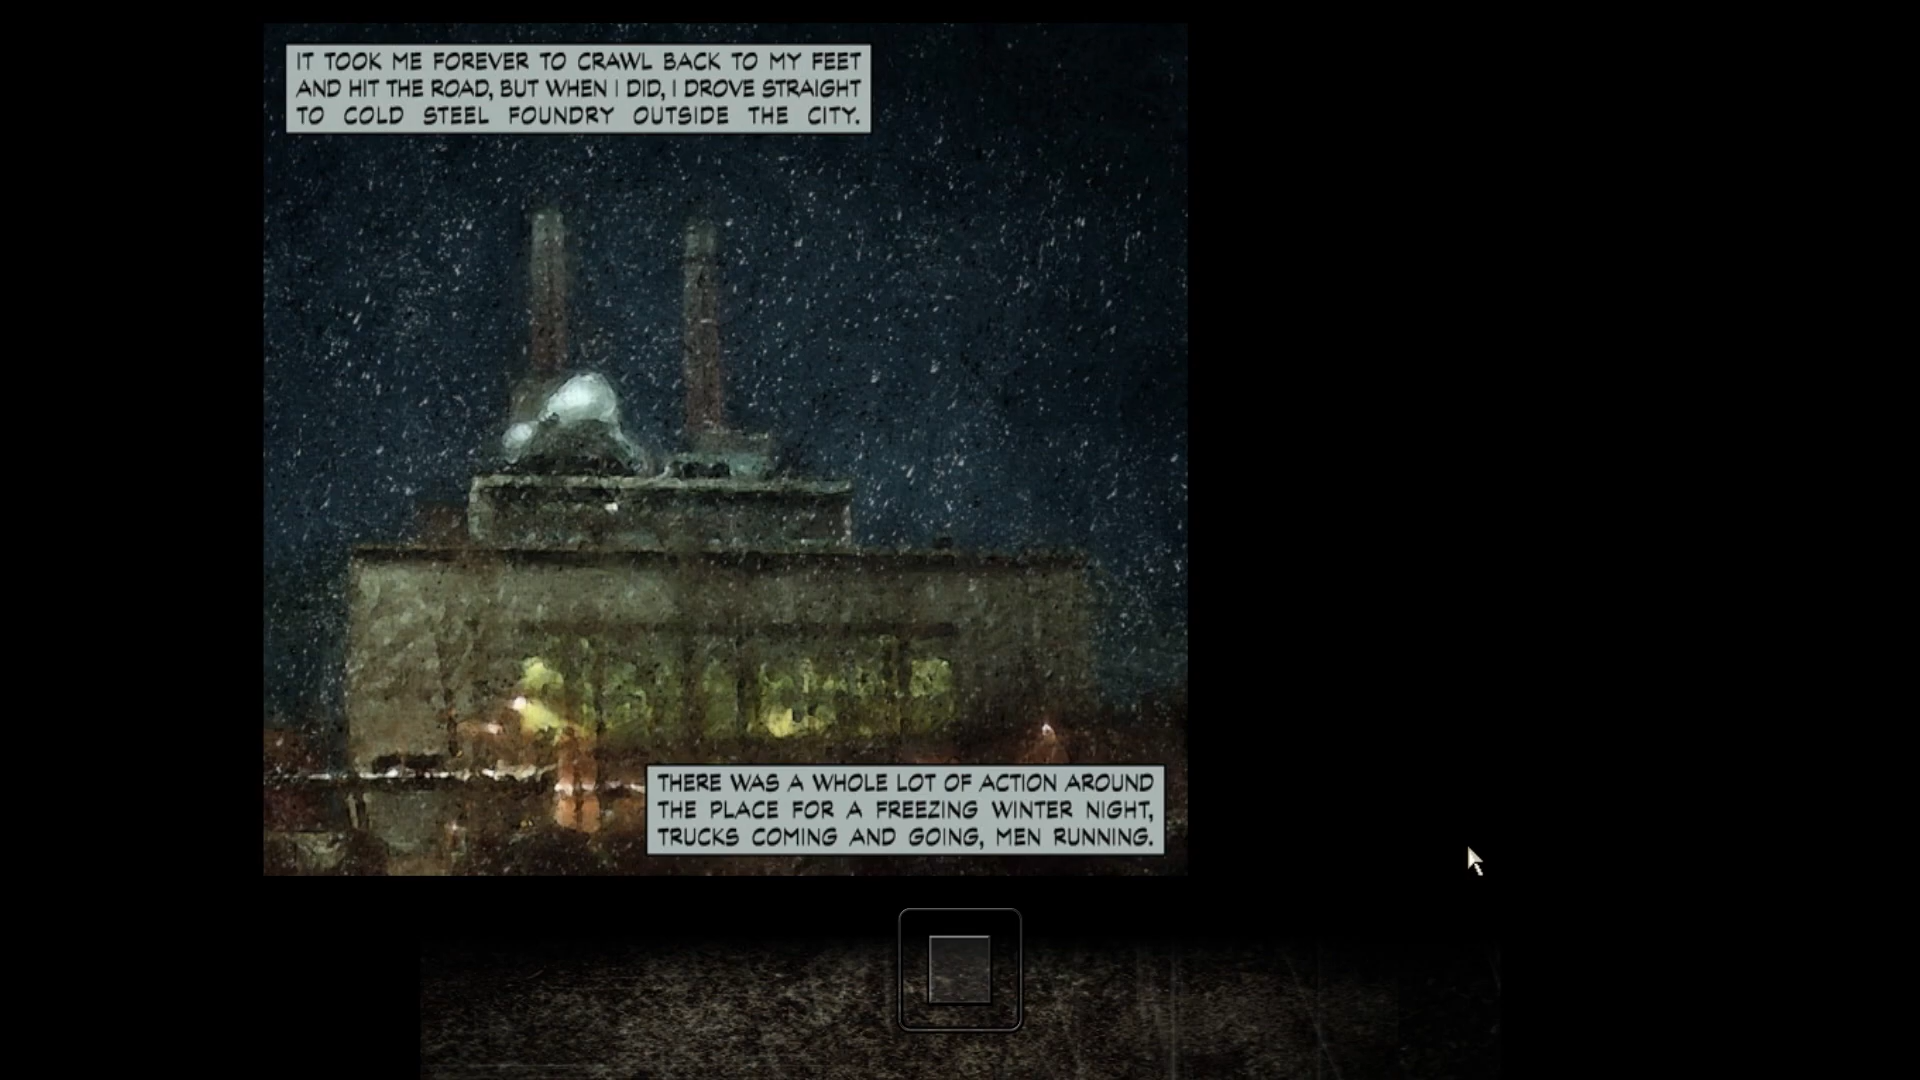 IT TOOK ME FOREVER TO CRAWL BACK TO MY FEET
AND HIT THE ROAD, BUT WHEN I DID, I DROVE STRAIGHT
TO COLD STEEL FOUNDRY OUTSIDE THE CITY.
THERE WAS A WHOLE LOT OF ACTION AROUND
THE PLACE FOR A FREEZING WINTER NIGHT,
TRUCKS COMING AND GOING, MEN RUNNING.